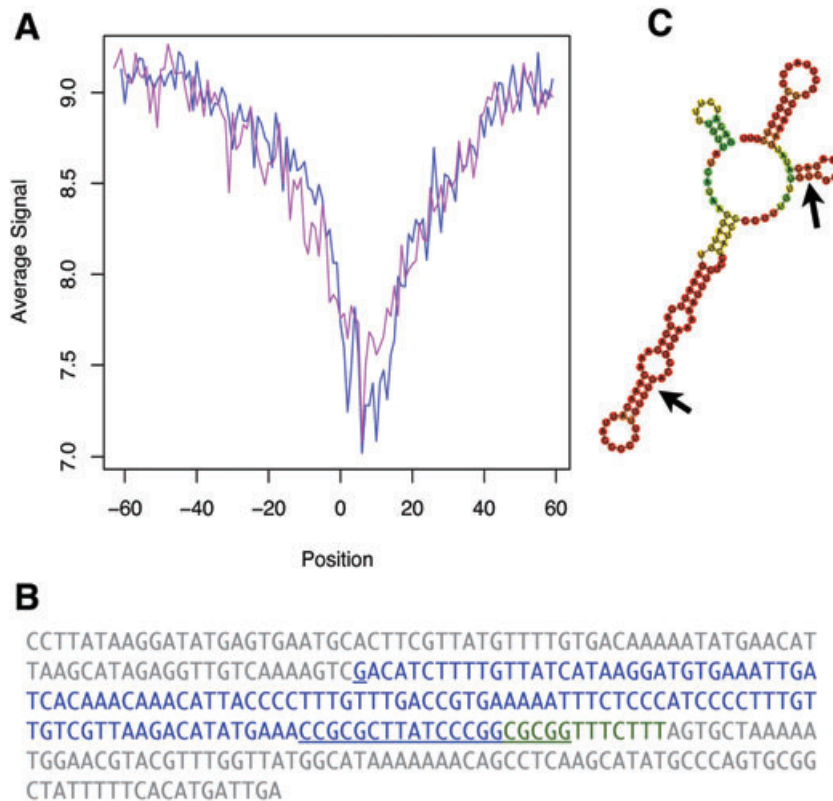 A
C
Average Signal
9.0
8.5
8.0
7.5
7.0
−60
−40
−20
0
20
40
60
Position
B
CCTTATAAGGATATGAGTGAATGCACTTCGTTATGTTTTGTGACAAAAATATGAACAT
TAAGCATAGAGGTTGTCAAAAGTCGACATCTTTTGTTATCATAAGGATGTGAAATTGA
TCACAAACAAACATTACCCCTTTGTTTGACCGTGAAAAATTTCTCCCATCCCCTTTGT
TGTCGTTAAGACATATGAAACCGCGCTTATCCCGGCGCGGTTTCTTTAGTGCTAAAAA
TGGAACGTACGTTTGGTTATGGCATAAAAAAACAGCCTCAAGCATATGCCCAGTGCGG
CTATTTTTCACATGATTGA